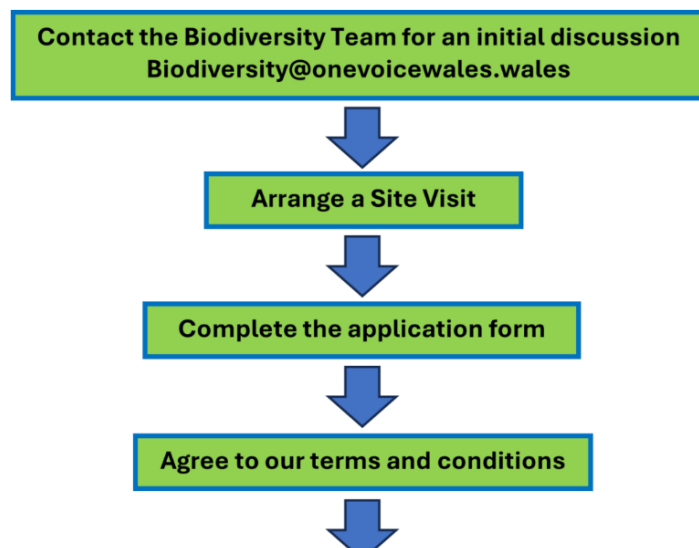 Contact the Biodiversity Team for an initial discussion
Biodiversity@onevoicewales.wales
Arrange a Site Visit
Complete the application form
Agree to our terms and conditions